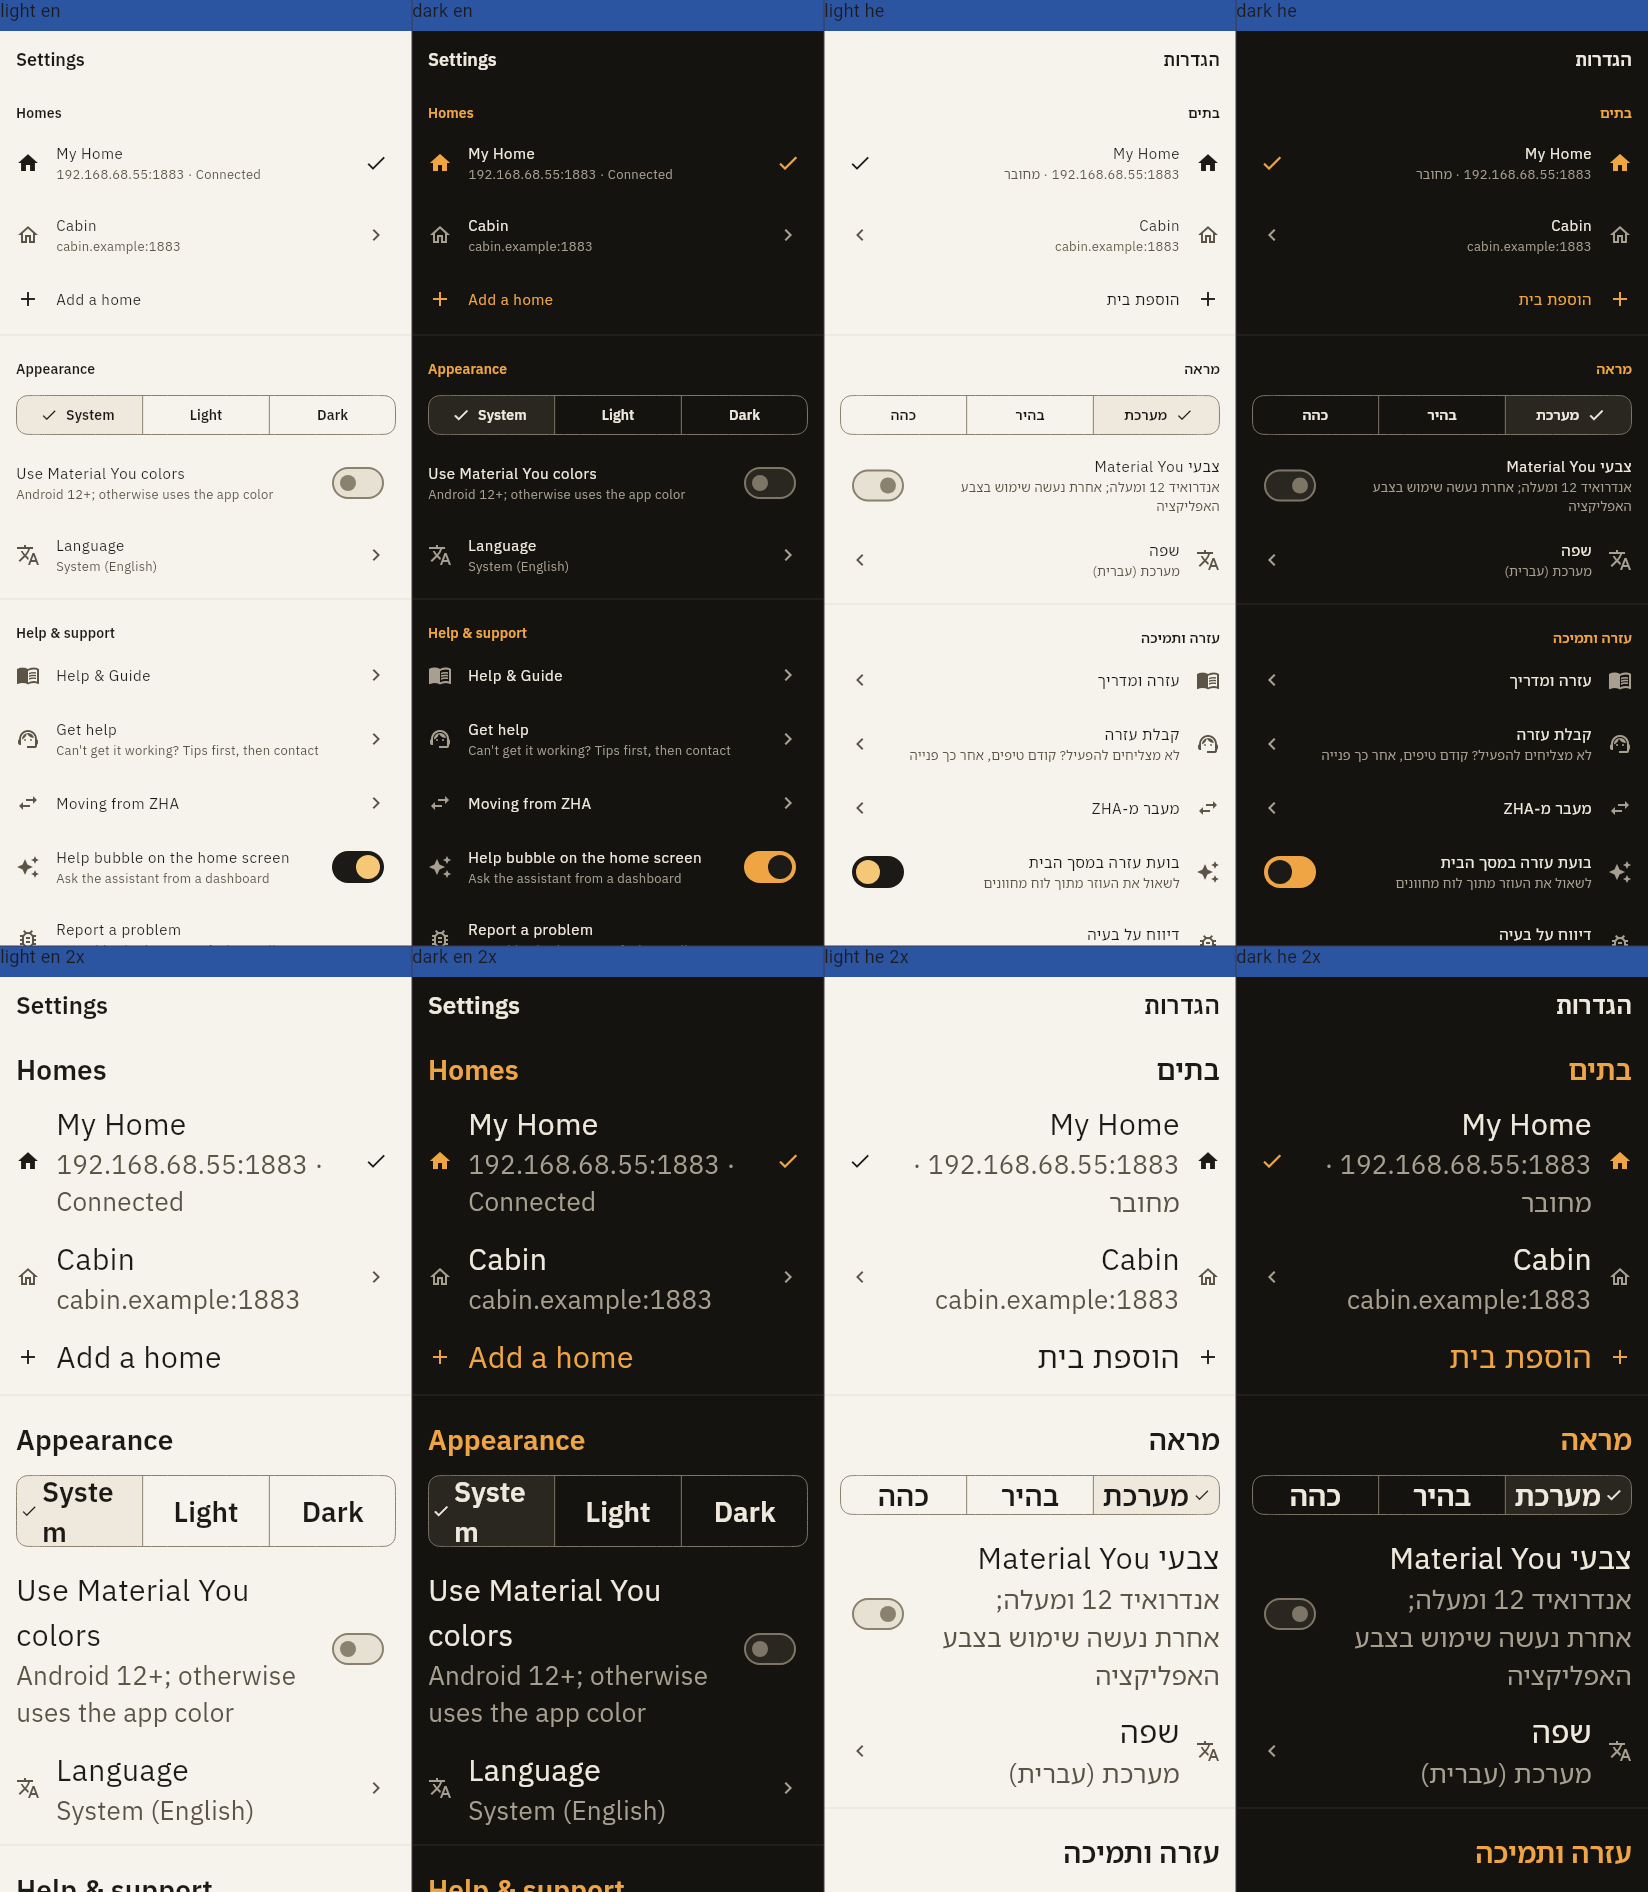 light en
Settings
Homes
My Home
192.168.68.55:1883 · Connected
Cabin
cabin.example:1883
Add a home
Appearance
System
Light
Dark
Use Material You colors
Android 12+; otherwise uses the app color
Language
System (English)
Help & support
Help & Guide
Get help
Can't get it working? Tips first, then contact
Moving from ZHA
Help bubble on the home screen
Ask the assistant from a dashboard
Report a problem
dark en
Settings
Homes
My Home
192.168.68.55:1883 · Connected
Cabin
cabin.example:1883
Add a home
Appearance
System
Light
Dark
Use Material You colors
Android 12+; otherwise uses the app color
Language
System (English)
Help & support
Help & Guide
Get help
Can't get it working? Tips first, then contact
Moving from ZHA
Help bubble on the home screen
Ask the assistant from a dashboard
Report a problem
light he
הגדרות
בתים
My Home
192.168.68.55:1883 · מחובר
Cabin
cabin.example:1883
הוספת בית
מראה
מערכת
בהיר
כהה
צבעי Material You
אנדרואיד 12 ומעלה; אחרת נעשה שימוש בצבע
האפליקציה
שפה
מערכת (עברית)
עזרה ותמיכה
עזרה ומדריך
קבלת עזרה
לא מצליחים להפעיל? קודם טיפים, אחר כך פנייה
מעבר מ-ZHA
בועת עזרה במסך הבית
לשאול את העוזר מתוך לוח מחוונים
דיווח על בעיה
dark he
הגדרות
בתים
My Home
192.168.68.55:1883 · מחובר
Cabin
cabin.example:1883
הוספת בית
מראה
מערכת
בהיר
כהה
צבעי Material You
אנדרואיד 12 ומעלה; אחרת נעשה שימוש בצבע
האפליקציה
שפה
מערכת (עברית)
עזרה ותמיכה
עזרה ומדריך
קבלת עזרה
לא מצליחים להפעיל? קודם טיפים, אחר כך פנייה
מעבר מ-ZHA
בועת עזרה במסך הבית
לשאול את העוזר מתוך לוח מחוונים
דיווח על בעיה
light en 2x
Settings
Homes
My Home
192.168.68.55:1883 ·
Connected
Cabin
cabin.example:1883
Add a home
Appearance
Syste
m
Light
Dark
Use Material You
colors
Android 12+; otherwise
uses the app color
Language
System (English)
Help & support
dark en 2x
Settings
Homes
My Home
192.168.68.55:1883 ·
Connected
Cabin
cabin.example:1883
Add a home
Appearance
Syste
m
Light
Dark
Use Material You
colors
Android 12+; otherwise
uses the app color
Language
System (English)
Help & support
light he 2x
הגדרות
בתים
My Home
192.168.68.55:1883 ·
מחובר
Cabin
cabin.example:1883
הוספת בית
מראה
מערכת
בהיר
כהה
צבעי Material You
אנדרואיד 12 ומעלה;
אחרת נעשה שימוש בצבע
האפליקציה
שפה
מערכת (עברית)
עזרה ותמיכה
dark he 2x
הגדרות
בתים
My Home
192.168.68.55:1883 ·
מחובר
Cabin
cabin.example:1883
הוספת בית
מראה
מערכת
בהיר
כהה
צבעי Material You
אנדרואיד 12 ומעלה;
אחרת נעשה שימוש בצבע
האפליקציה
שפה
מערכת (עברית)
עזרה ותמיכה